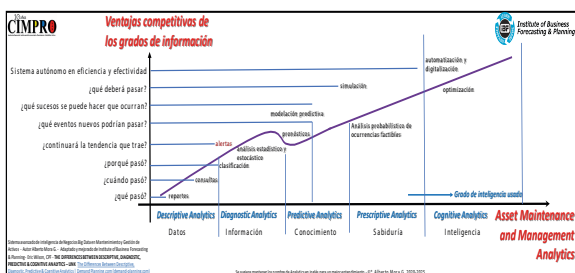 CIMPRO
Ventajas competitivas de
los grados de información
Institute of Business
Forecasting & Planning
Sistema autónomo en eficiencia y efectividad
automatización y
digitalización
¿qué deberá pasar?
simulación
optimización
¿qué sucesos se puede hacer que ocurran?
modelación predictiva
¿qué eventos nuevos podrían pasar?
pronósticos
Análisis probabilístico de
ocurrencias factibles
¿continuará la tendencia que trae?
alertas
análisis estadístico y
estocástico
¿porqué pasó?
clasificación
¿cuándo pasó?
consultas
¿qué pasó?
reportes
Grado de inteligencia usado
Descriptive Analytics
Diagnostic Analytics
Predictive Analytics
Prescriptive Analytics
Cognitive Analytics
Datos
Información
Conocimiento
Sabiduría
Inteligencia
Asset Maintenance
and Management
Analytics